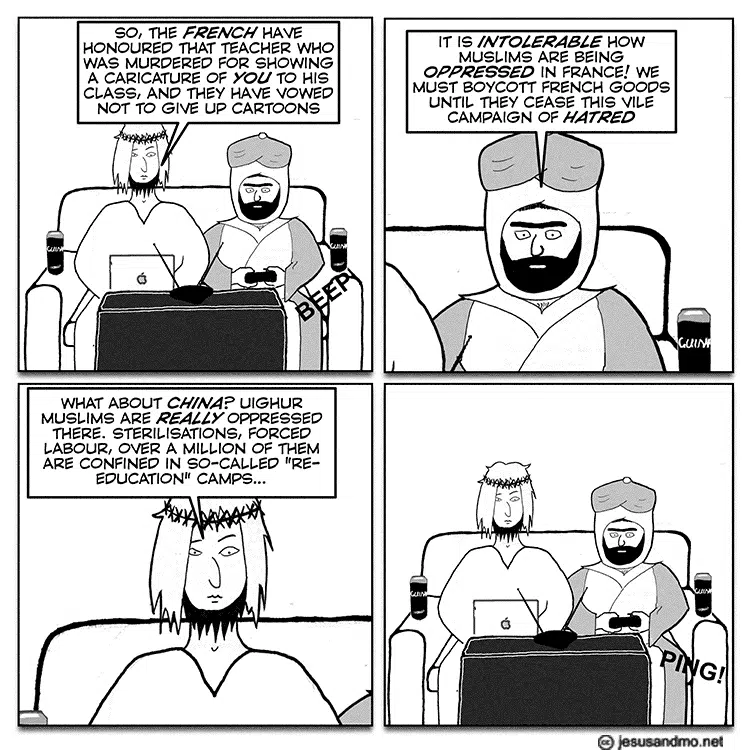 SO, THE FRENCH HAVE
HONOURED THAT TEACHER WHO
WAS MURDERED FOR SHOWING
A CARICATURE OF YOU TO HIS
CLASS, AND THEY HAVE VOWED
NOT TO GIVE UP CARTOONS
BEEP!
IT IS INTOLERABLE HOW
MUSLIMS ARE BEING
OPPRESSED IN FRANCE! WE
MUST BOYCOTT FRENCH GOODS
UNTIL THEY CEASE THIS VILE
CAMPAIGN OF HATRED
WHAT ABOUT CHINA? UIGHUR
MUSLIMS ARE REALLY OPPRESSED
THERE. STERILISATIONS, FORCED
LABOUR, OVER A MILLION OF THEM
ARE CONFINED IN SO-CALLED "RE-
EDUCATION" CAMPS...
PING!
jesusandmo.net